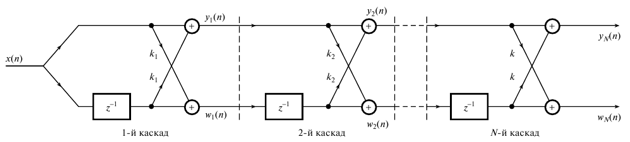 x(n)
k₁
k₁
z⁻¹
+
+
y₁(n)
w₁(n)
1-й каскад
k₂
k₂
z⁻¹
+
+
y₂(n)
w₂(n)
2-й каскад
k
k
z⁻¹
+
+
y_N(n)
w_N(n)
N-й каскад